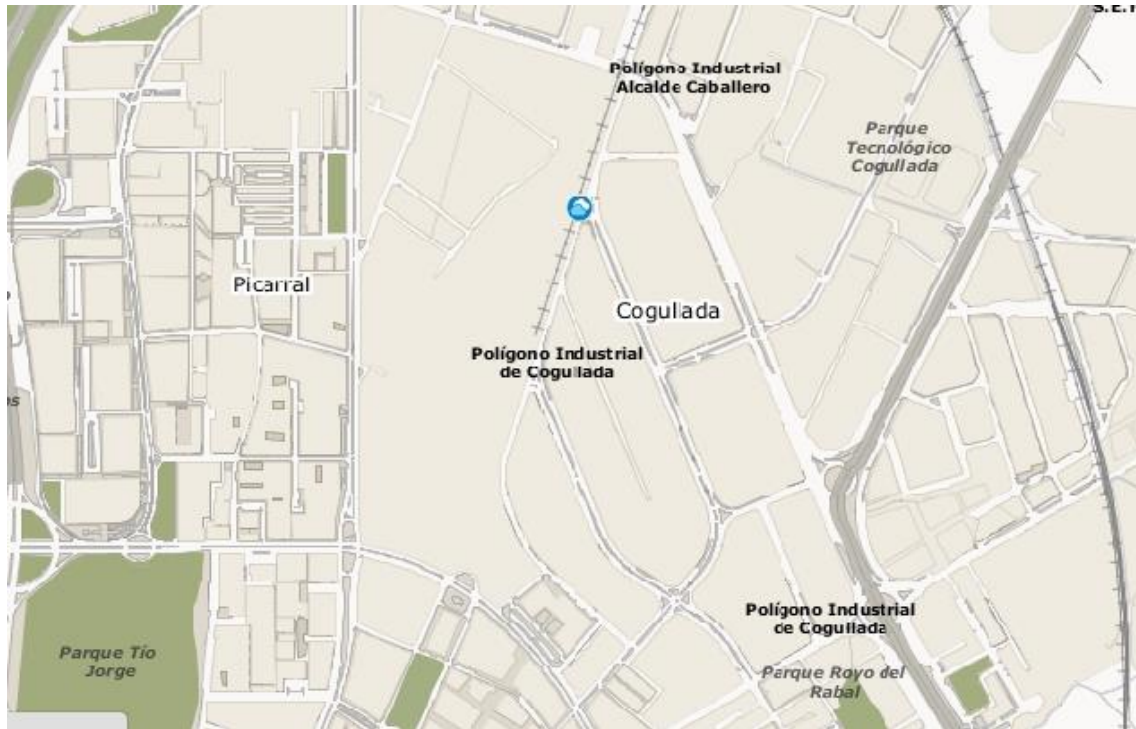 S.E.
Polígono Industrial
Alcalde Caballero
Parque
Tecnológico
Cogullada
Picarral
Cogullada
Polígono Industrial
de Cogullada
os
Polígono Industrial
de Cogullada
Parque Tío
Jorge
Parque Royo del
Rabal